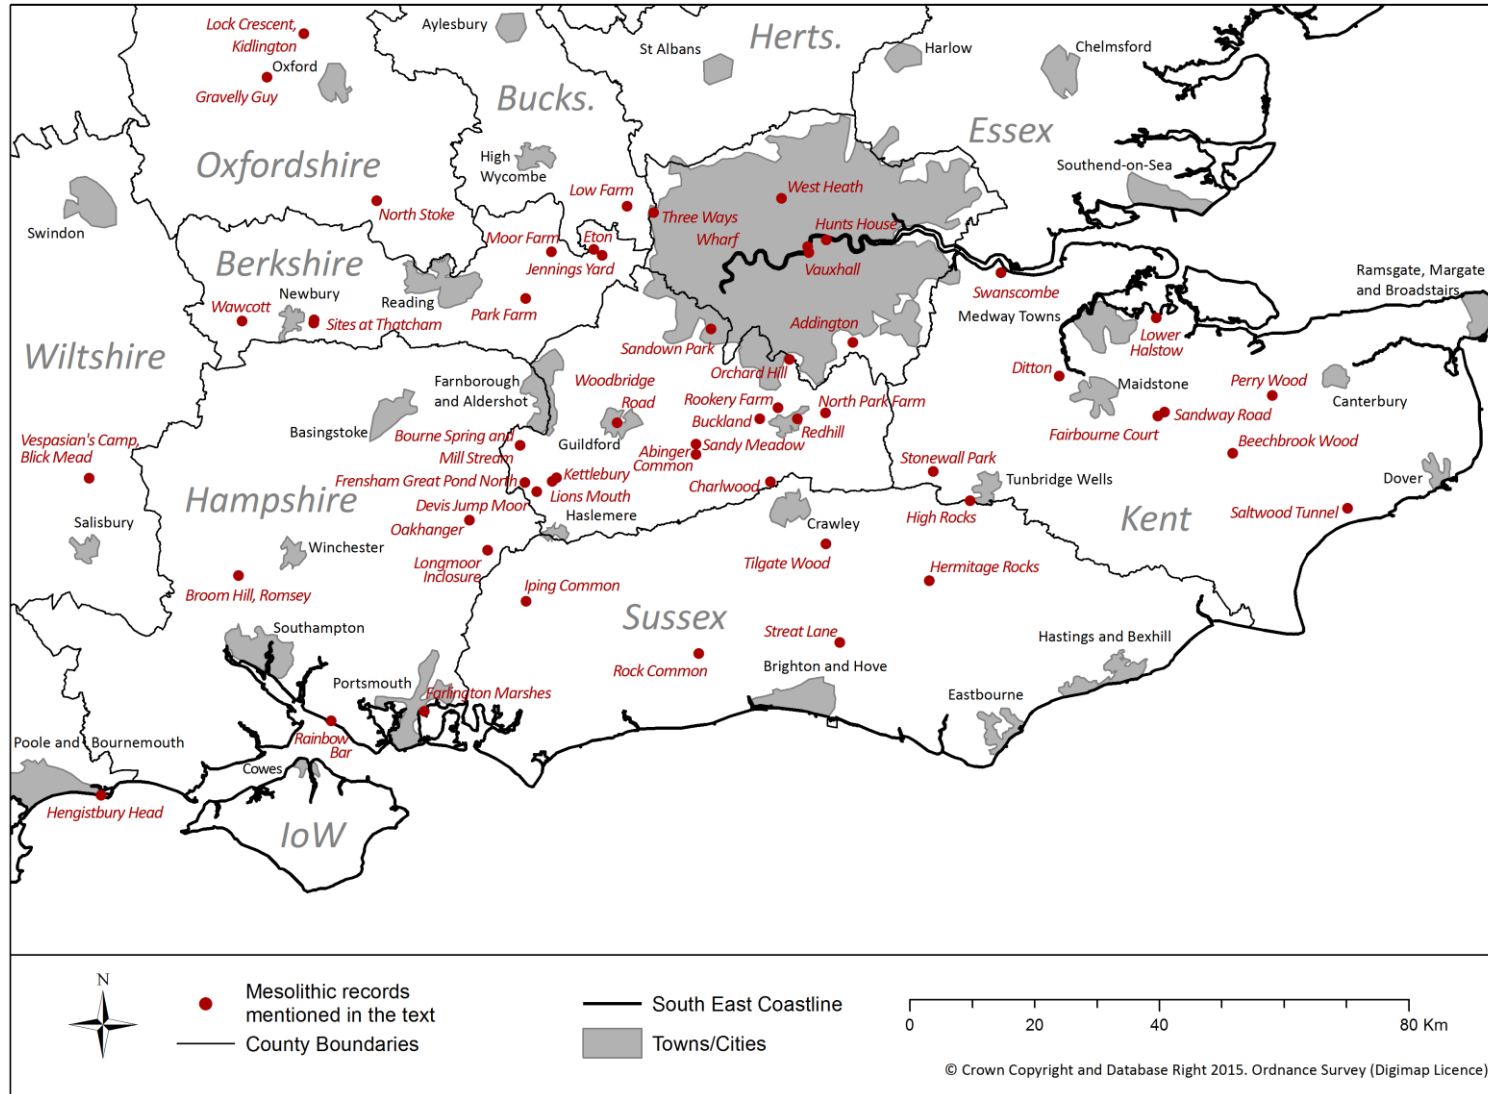 Lock Crescent,
Kidlington
Aylesbury
Herts.
St Albans
Harlow
Chelmsford
Oxford
Gravelly Guy
Bucks.
Essex
Oxfordshire
High
Wycombe
Southend-on-Sea
Low Farm
West Heath
Swindon
North Stoke
Three Ways
Wharf
Hunts House
Moor Farm
Eton
Jennings Yard
Vauxhall
Berkshire
Newbury
Reading
Swanscombe
Ramsgate, Margate
and Broadstairs
Wawcott
Sites at Thatcham
Park Farm
Medway Towns
Addington
Lower
Halstow
Wiltshire
Sandown Park
Orchard Hill
Ditton
Farnborough
and Aldershot
Woodbridge
Road
Maidstone
Perry Wood
Canterbury
Rookery Farm
North Park Farm
Buckland
Redhill
Sandway Road
Fairbourne Court
Basingstoke
Bourne Spring and
Mill Stream
Guildford
Abinger
Common
Sandy Meadow
Beechbrook Wood
Vespasian's Camp,
Blick Mead
Stonewall Park
Frensham Great Pond North
Kettlebury
Charlwood
Tunbridge Wells
Dover
Hampshire
Devis Jump Moor
Lions Mouth
Haslemere
High Rocks
Kent
Saltwood Tunnel
Salisbury
Oakhanger
Crawley
Winchester
Longmoor
Inclosure
Tilgate Wood
Hermitage Rocks
Broom Hill, Romsey
Iping Common
Sussex
Southampton
Streat Lane
Hastings and Bexhill
Rock Common
Brighton and Hove
Portsmouth
Farlington Marshes
Eastbourne
Rainbow
Bar
Poole and Bournemouth
Cowes
Hengistbury Head
IoW
N
Mesolithic records
mentioned in the text
County Boundaries
South East Coastline
Towns/Cities
0 20 40 80 Km
© Crown Copyright and Database Right 2015. Ordnance Survey (Digimap Licence)